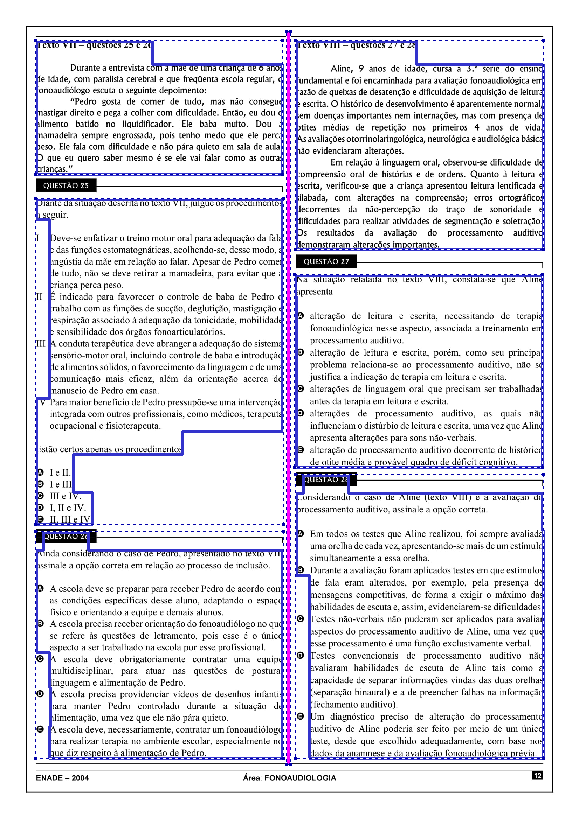 Texto VII – questões 25 e 26
Durante a entrevista com a mãe de uma criança de 6 anos
de idade, com paralisia cerebral e que freqüenta escola regular, o
fonoaudiólogo escuta o seguinte depoimento:
"Pedro gosta de comer de tudo, mas não consegue
mastigar direito e pega a colher com dificuldade. Então, eu dou o
alimento batido no liquidificador. Ele baba muito. Dou a
mamadeira sempre engrossada, pois tenho medo que ele perca
peso. Ele fala com dificuldade e não pára quieto em sala de aula.
O que eu quero saber mesmo é se ele vai falar como as outras
crianças."
QUESTÃO 25
Diante da situação descrita no texto VII, julgue os procedimentos
a seguir.
I Deve-se enfatizar o treino motor oral para adequação da fala
e das funções estomatognáticas, acolhendo-se, desse modo, a
angústia da mãe em relação ao falar. Apesar de Pedro comer
de tudo, não se deve retirar a mamadeira, para evitar que a
criança perca peso.
II É indicado para favorecer o controle de baba de Pedro o
trabalho com as funções de sucção, deglutição, mastigação e
respiração associado à adequação da tonicidade, mobilidade
e sensibilidade dos órgãos fonoarticulatórios.
III A conduta terapêutica deve abranger a adequação do sistema
sensório-motor oral, incluindo controle de baba e introdução
de alimentos sólidos, o favorecimento da linguagem e de uma
comunicação mais eficaz, além da orientação acerca do
manuseio de Pedro em casa.
IV Para maior benefício de Pedro pressupõe-se uma intervenção
integrada com outros profissionais, como médicos, terapeuta
ocupacional e fisioterapeuta.
Estão certos apenas os procedimentos
A I e II.
B I e III.
C III e IV.
D I, II e IV.
E II, III e IV.
QUESTÃO 26
Ainda considerando o caso de Pedro, apresentado no texto VII,
assinale a opção correta em relação ao processo de inclusão.
A A escola deve se preparar para receber Pedro de acordo com
as condições específicas desse aluno, adaptando o espaço
físico e orientando a equipe e demais alunos.
B A escola precisa receber orientação do fonoaudiólogo no que
se refere às questões de letramento, pois esse é o único
aspecto a ser trabalhado na escola por esse profissional.
C A escola deve obrigatoriamente contratar uma equipe
multidisciplinar, para atuar nas questões de postura,
linguagem e alimentação de Pedro.
D A escola precisa providenciar vídeos de desenhos infantis
para manter Pedro controlado durante a situação de
alimentação, uma vez que ele não pára quieto.
E A escola deve, necessariamente, contratar um fonoaudiólogo
para realizar terapia no ambiente escolar, especialmente no
que diz respeito à alimentação de Pedro.
Texto VIII – questões 27 e 28
Aline, 9 anos de idade, cursa a 3.ª série do ensino
fundamental e foi encaminhada para avaliação fonoaudiológica em
razão de queixas de desatenção e dificuldade de aquisição de leitura
e escrita. O histórico de desenvolvimento é aparentemente normal,
sem doenças importantes nem internações, mas com presença de
otites médias de repetição nos primeiros 4 anos de vida.
As avaliações otorrinolaringológica, neurológica e audiológica básica
não evidenciaram alterações.
Em relação à linguagem oral, observou-se dificuldade de
compreensão oral de histórias e de ordens. Quanto à leitura e
escrita, verificou-se que a criança apresentou leitura lentificada e
silabada, com alterações na compreensão; erros ortográficos
decorrentes da não-percepção do traço de sonoridade e
dificuldades para realizar atividades de segmentação e soletração.
Os resultados da avaliação do processamento auditivo
demonstraram alterações importantes.
QUESTÃO 27
Na situação relatada no texto VIII, constata-se que Aline
apresenta
A alteração de leitura e escrita, necessitando de terapia
fonoaudiológica nesse aspecto, associada a treinamento em
processamento auditivo.
B alteração de leitura e escrita, porém, como seu principal
problema relaciona-se ao processamento auditivo, não se
justifica a indicação de terapia em leitura e escrita.
C alterações de linguagem oral que precisam ser trabalhadas
antes da terapia em leitura e escrita.
D alterações de processamento auditivo, as quais não
influenciam o distúrbio de leitura e escrita, uma vez que Aline
apresenta alterações para sons não-verbais.
E alteração de processamento auditivo decorrente de histórico
de otite média e provável quadro de déficit cognitivo.
QUESTÃO 28
Considerando o caso de Aline (texto VIII) e a avaliação do
processamento auditivo, assinale a opção correta.
A Em todos os testes que Aline realizou, foi sempre avaliada
uma orelha de cada vez, apresentando-se mais de um estímulo
simultaneamente a essa orelha.
B Durante a avaliação foram aplicados testes em que estímulos
de fala eram alterados, por exemplo, pela presença de
mensagens competitivas, de forma a exigir o máximo das
habilidades de escuta e, assim, evidenciarem-se dificuldades.
C Testes não-verbais não puderam ser aplicados para avaliar
aspectos do processamento auditivo de Aline, uma vez que
esse processamento é uma função exclusivamente verbal.
D Testes convencionais de processamento auditivo não
avaliaram habilidades de escuta de Aline tais como a
capacidade de separar informações vindas das duas orelhas
(separação binaural) e a de preencher falhas na informação
(fechamento auditivo).
E Um diagnóstico preciso de alteração do processamento
auditivo de Aline poderia ser feito por meio de um único
teste, desde que escolhido adequadamente, com base nos
dados da anamnese e da avaliação fonoaudiológica prévia.
ENADE – 2004
Área: FONOAUDIOLOGIA
12